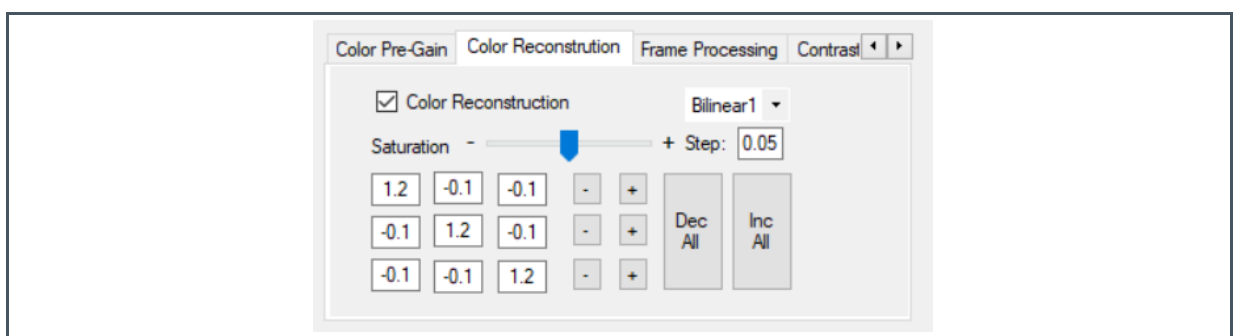 Color Pre-Gain Color Reconstrution Frame Processing Contrast
Color Reconstruction Bilinear1
Saturation - + Step: 0.05
1.2 -0.1 -0.1 - + Dec All Inc All
-0.1 1.2 -0.1 - +
-0.1 -0.1 1.2 - +